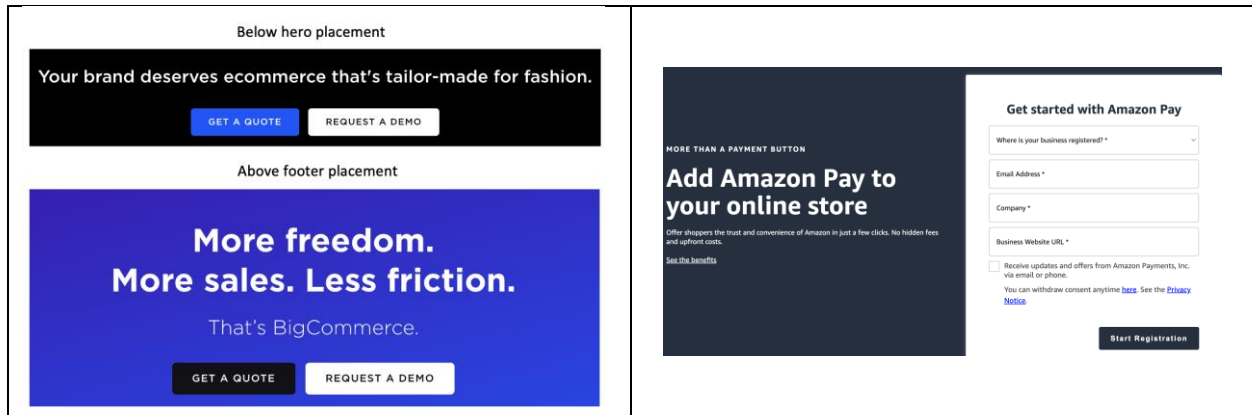 Below hero placement
Your brand deserves ecommerce that's tailor-made for fashion.
GET A QUOTE
REQUEST A DEMO
Above footer placement
More freedom.
More sales. Less friction.
That's BigCommerce.
GET A QUOTE
REQUEST A DEMO
MORE THAN A PAYMENT BUTTON
Add Amazon Pay to
your online store
Offer shoppers the trust and convenience of Amazon in just a few clicks. No hidden fees
and upfront costs.
See the benefits
Get started with Amazon Pay
Where is your business registered? *
Email Address *
Company *
Business Website URL *
Receive updates and offers from Amazon Payments, Inc.
via email or phone.
You can withdraw consent anytime here. See the Privacy
Notice.
Start Registration